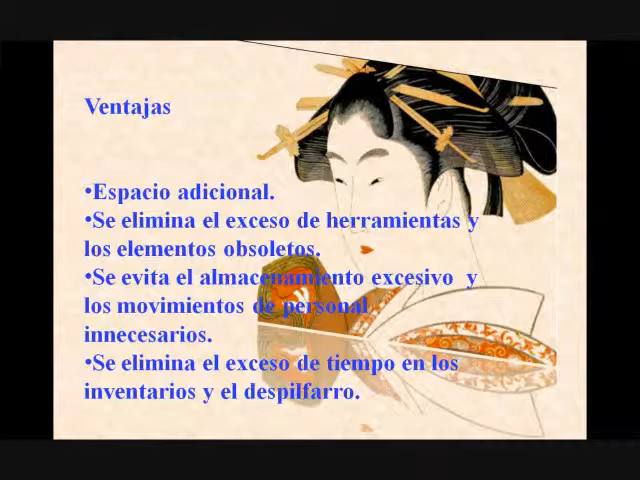 Ventajas
•Espacio adicional.
•Se elimina el exceso de herramientas y
los elementos obsoletos.
•Se evita el almacenamiento excesivo  y
los movimientos de personal
innecesarios.
•Se elimina el exceso de tiempo en los
inventarios y el despilfarro.